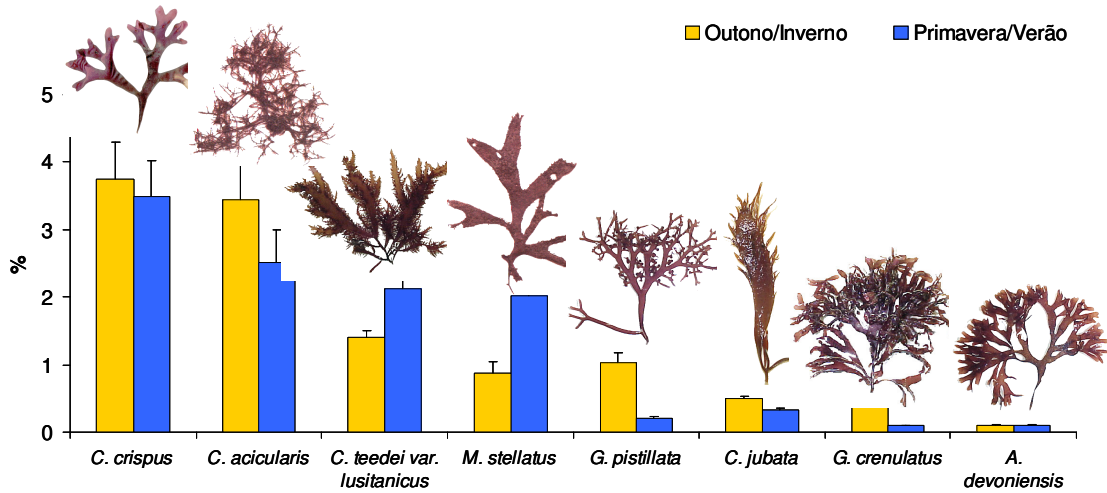 Outono/Inverno
Primavera/Verão
5
4
3
2
1
0
%
C. crispus
C. acicularis
C. teedei var.
lusitanicus
M. stellatus
G. pistillata
C. jubata
G. crenulatus
A.
devoniensis